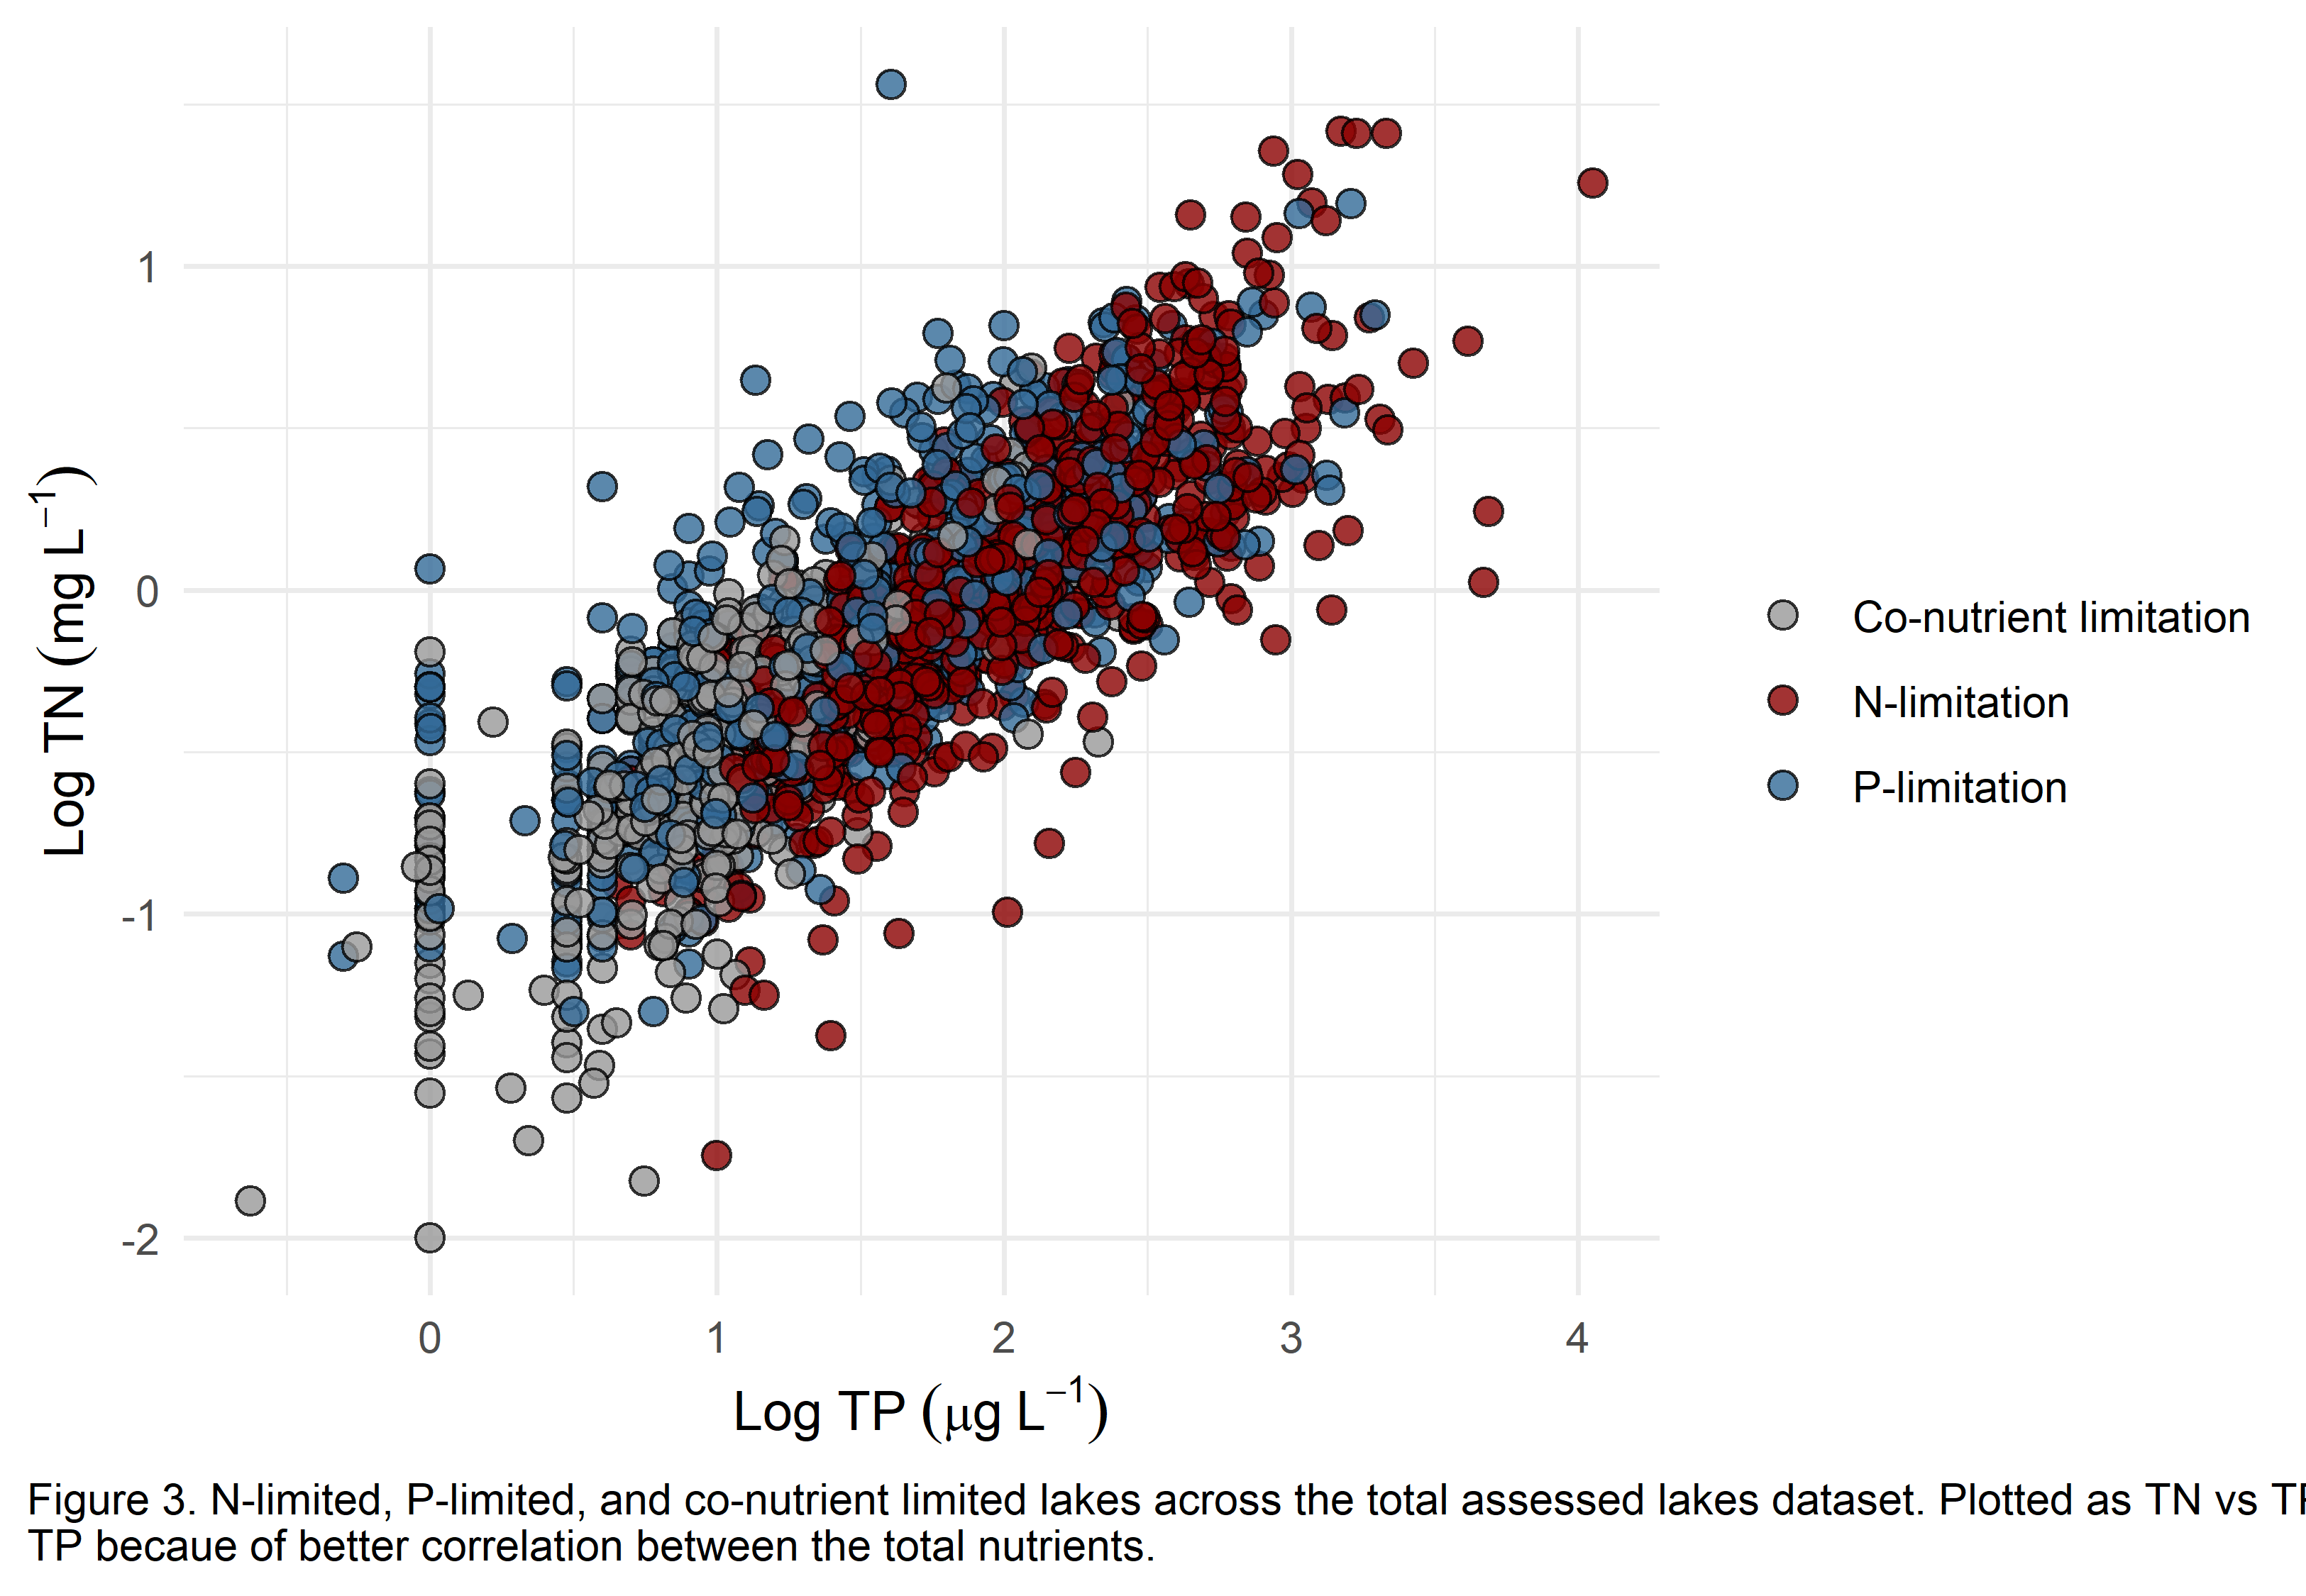 1
0
-1
-2
Log TN (mg L⁻¹)
0 1 2 3 4
Log TP (μg L⁻¹)
Co-nutrient limitation
N-limitation
P-limitation
Figure 3. N-limited, P-limited, and co-nutrient limited lakes across the total assessed lakes dataset. Plotted as TN vs
TP becaue of better correlation between the total nutrients.